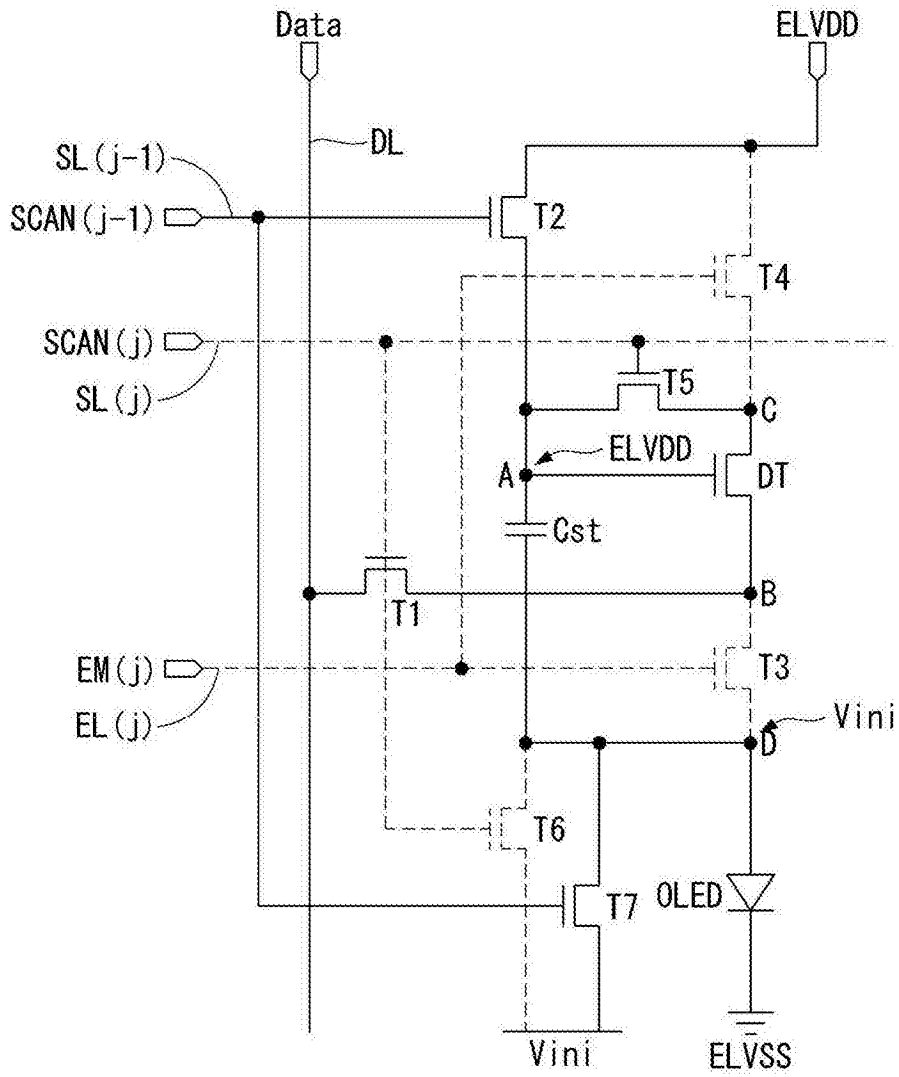 Data
ELVDD
DL
SL(j-1)
SCAN(j-1)
T2
T4
SCAN(j)
SL(j)
T5
C
ELVDD
A
DT
Cst
B
T1
EM(j)
T3
EL(j)
Vini
D
T6
OLED
T7
Vini
ELVSS